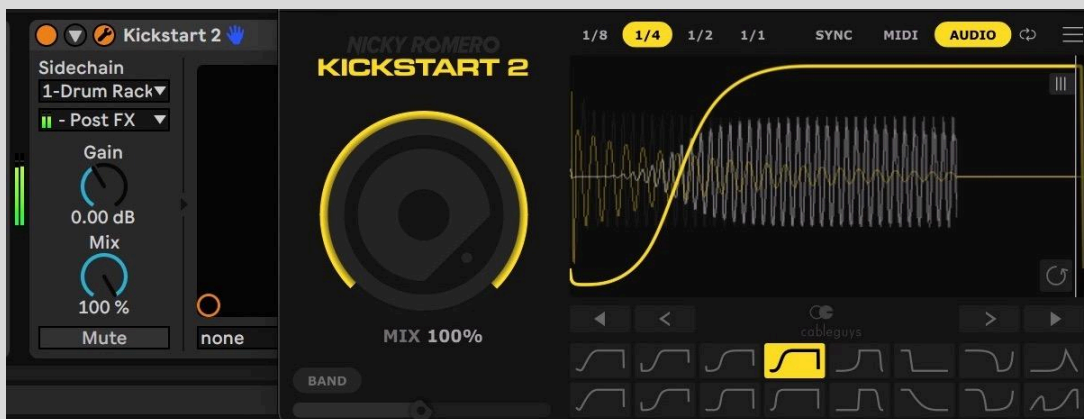 Kickstart 2
Sidechain
1-Drum Rack
- Post FX
Gain
0.00 dB
Mix
100 %
Mute
none
NICKY ROMERO
KICKSTART 2
MIX 100%
BAND
1/8 1/4 1/2 1/1 SYNC MIDI AUDIO
cableguys